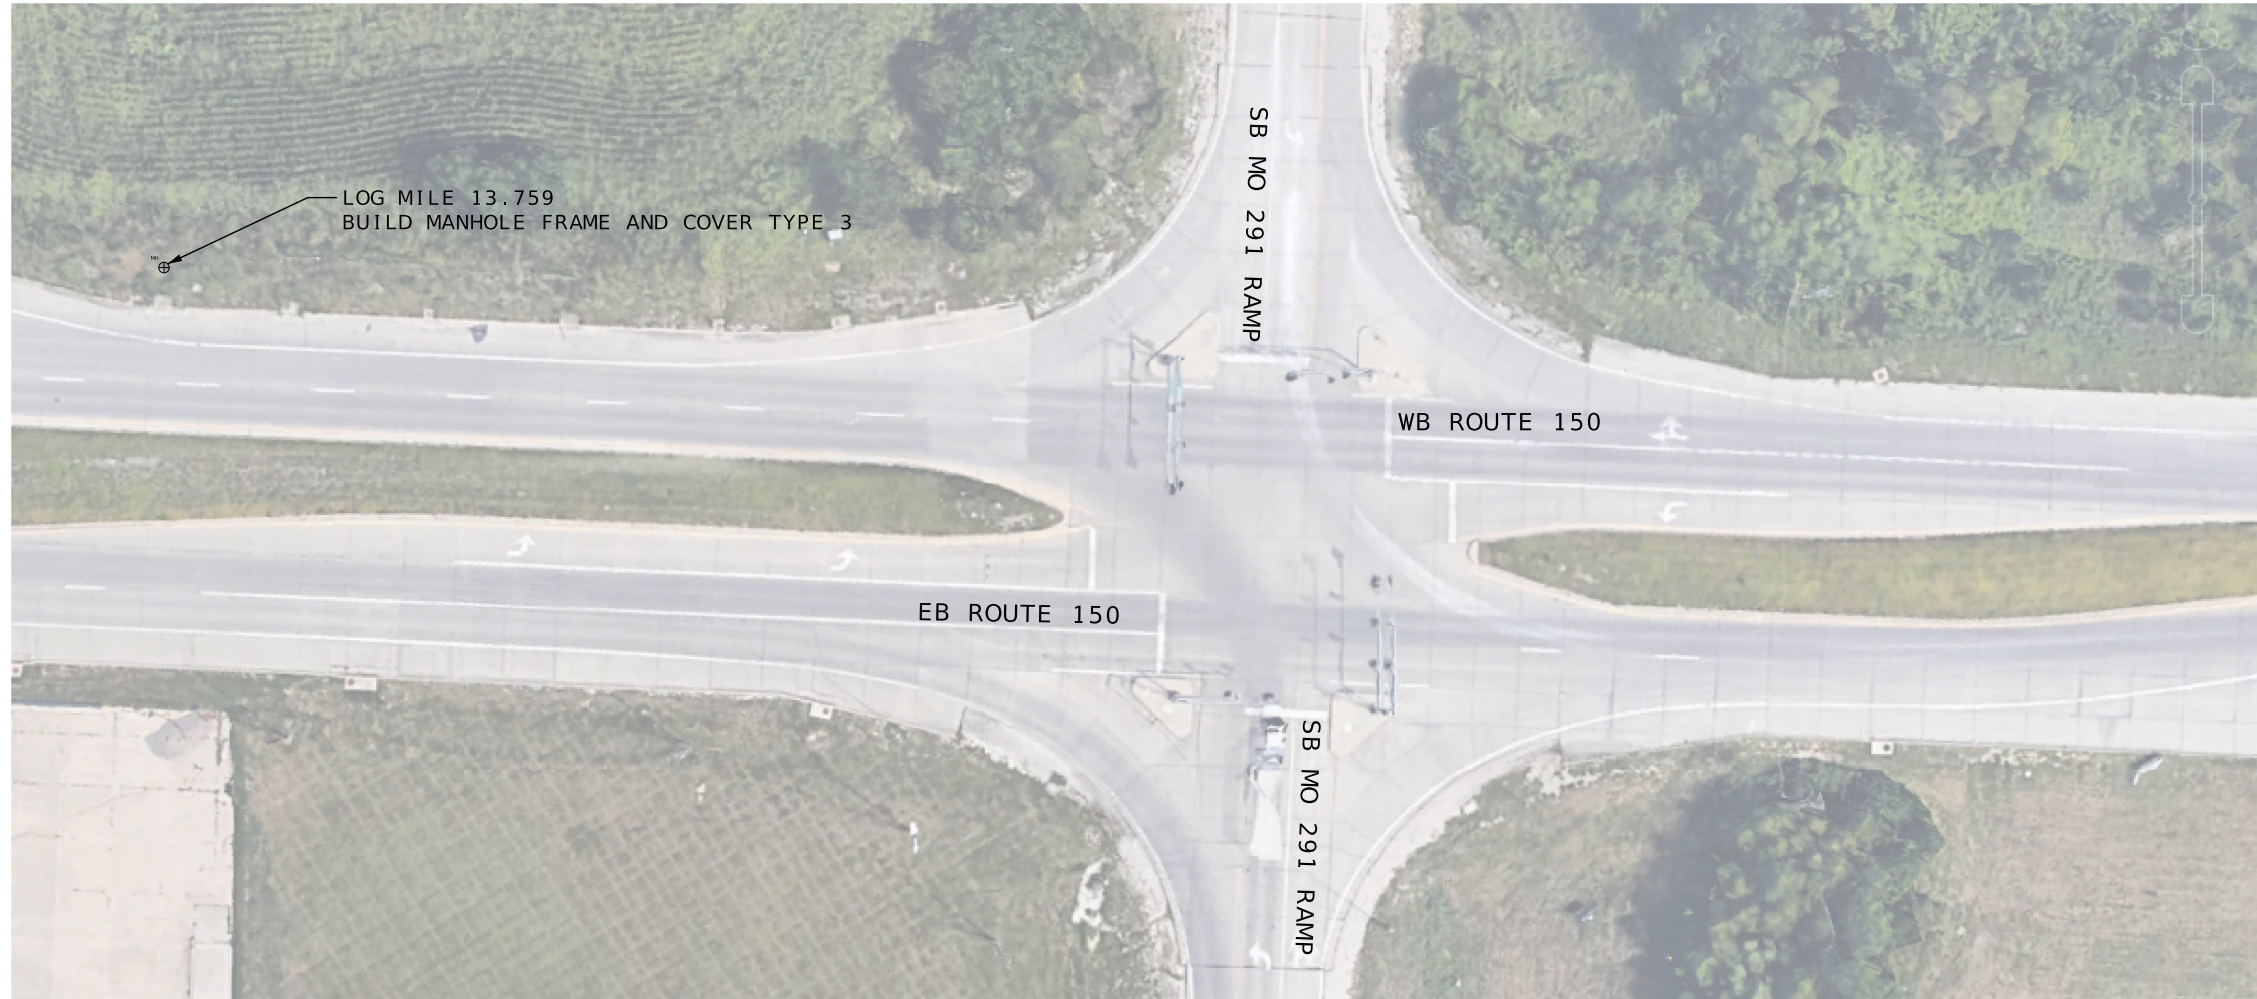 SB MO 291 RAMP
LOG MILE 13.759
BUILD MANHOLE FRAME AND COVER TYPE 3
MH
WB ROUTE 150
EB ROUTE 150
SB MO 291 RAMP